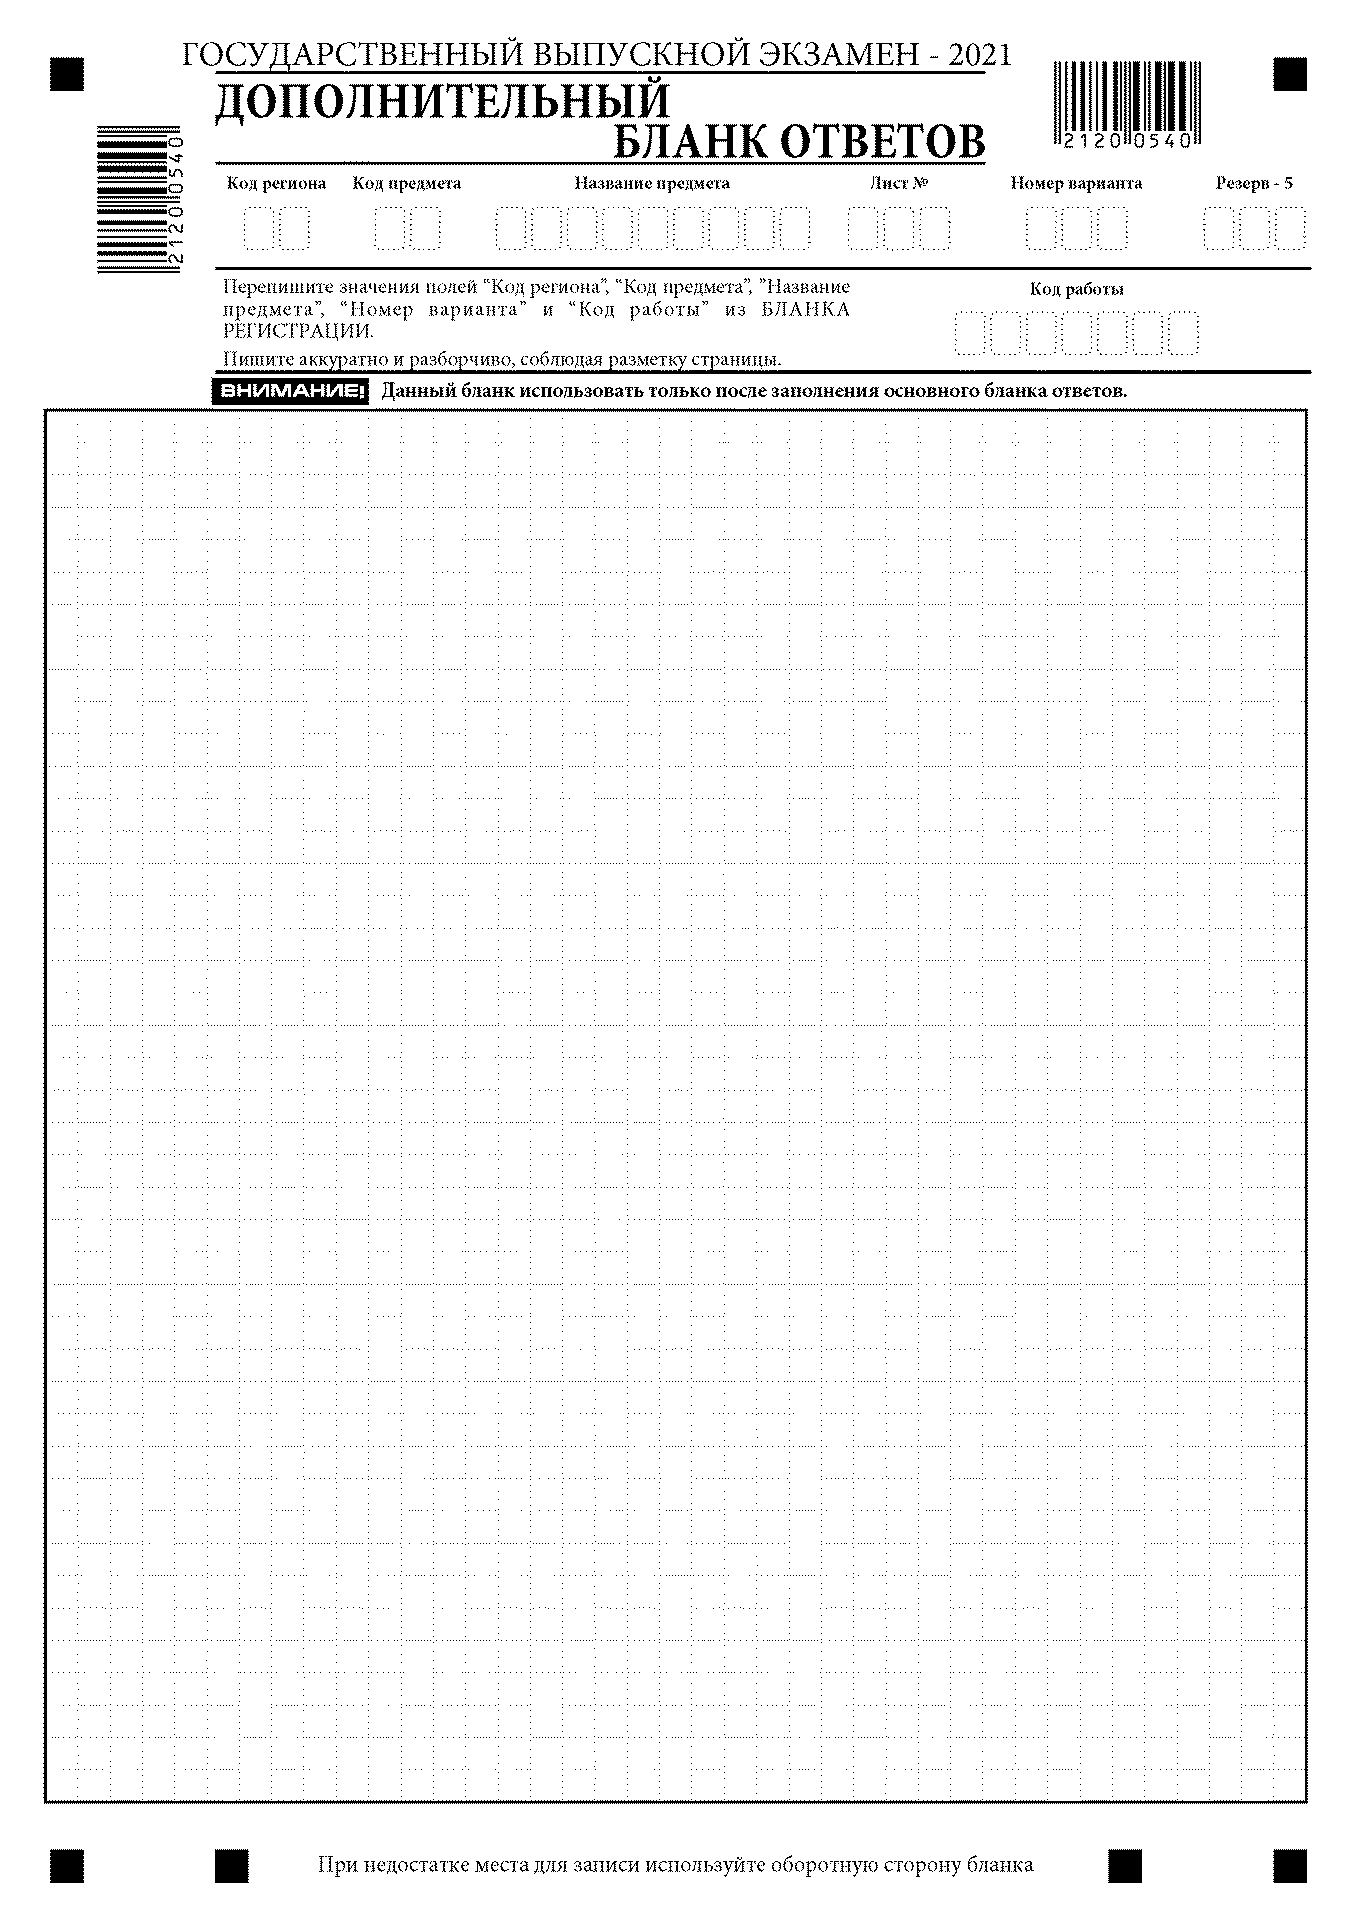 ГОСУДАРСТВЕННЫЙ ВЫПУСКНОЙ ЭКЗАМЕН - 2021
ДОПОЛНИТЕЛЬНЫЙ
БЛАНК ОТВЕТОВ
2120 0540
2120 0540
Код региона Код предмета Название предмета Лист № Номер варианта Резерв - 5
Перепишите значения полей “Код региона”, “Код предмета”, ”Название
предмета”, “Номер варианта” и “Код работы” из БЛАНКА
РЕГИСТРАЦИИ.
Пишите аккуратно и разборчиво, соблюдая разметку страницы.
Код работы
ВНИМАНИЕ! Данный бланк использовать только после заполнения основного бланка ответов.
При недостатке места для записи используйте оборотную сторону бланка